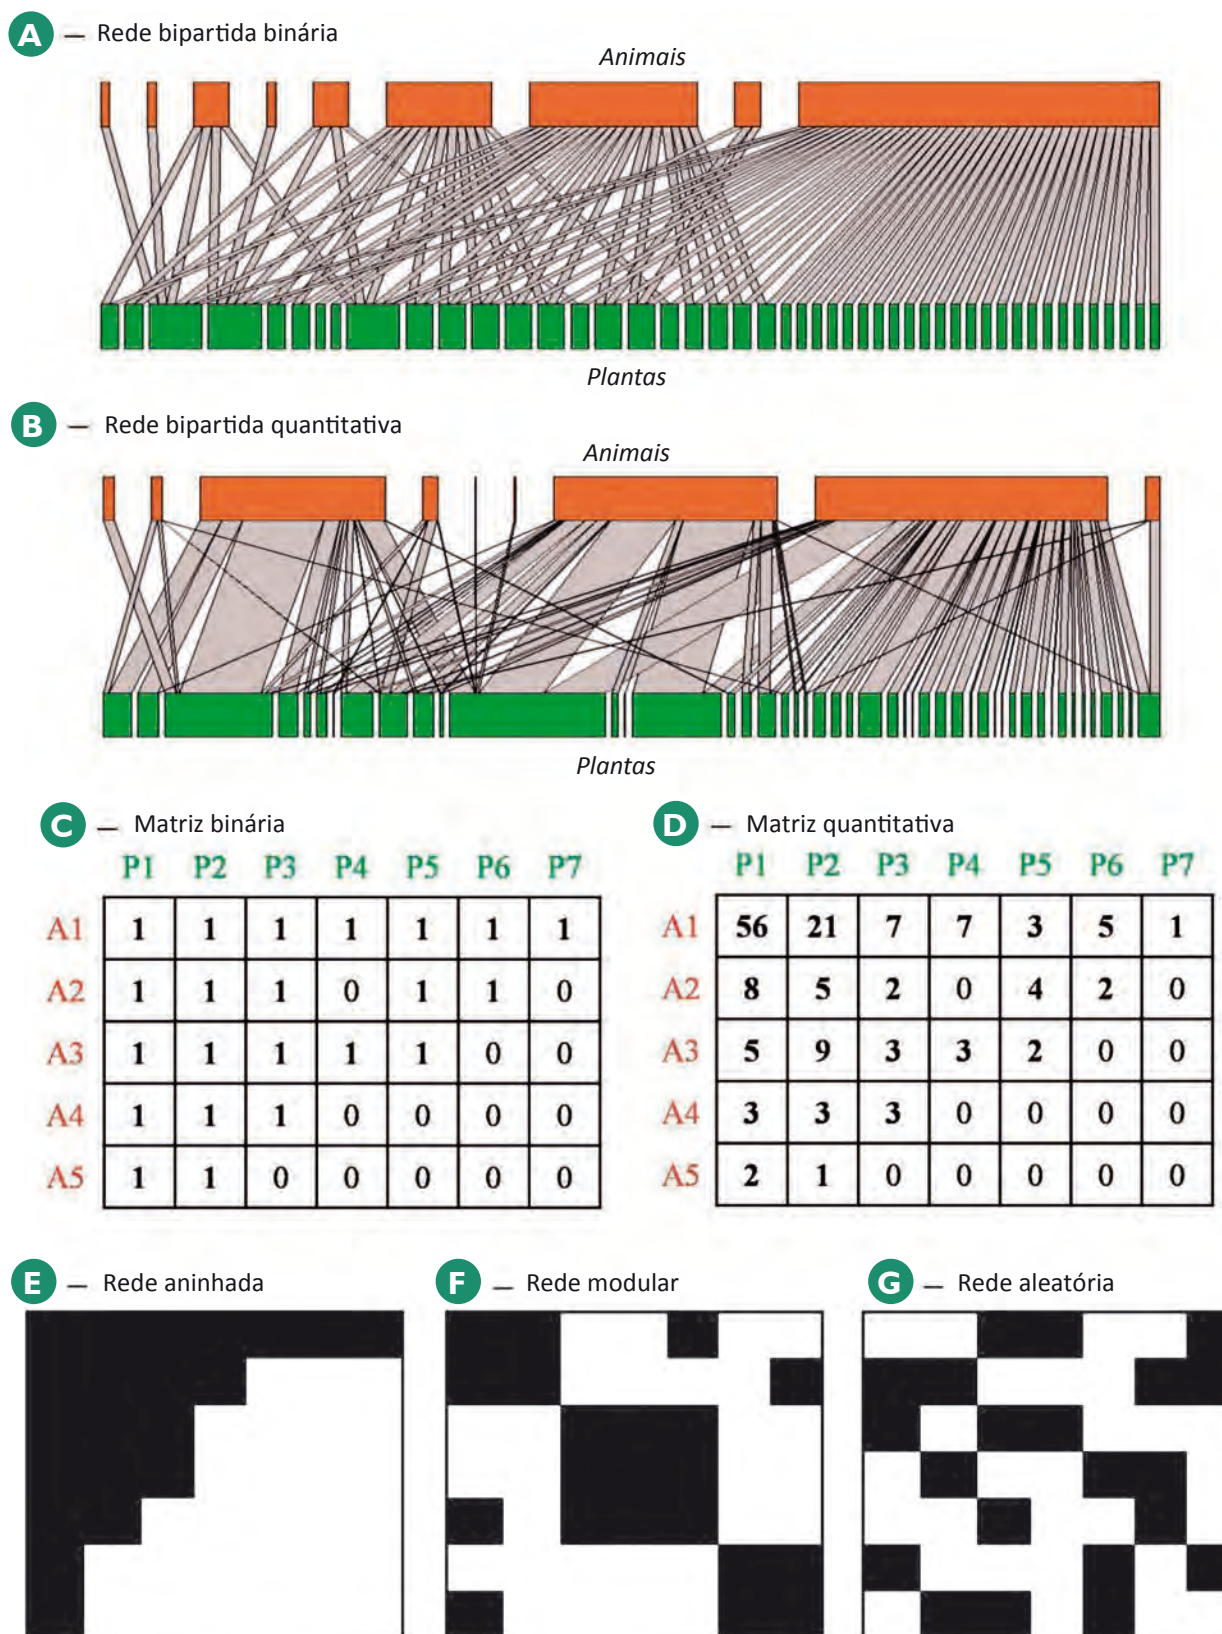 A — Rede bipartida binária
Animais
Plantas
B — Rede bipartida quantitativa
Animais
Plantas
C — Matriz binária
P1 P2 P3 P4 P5 P6 P7
A1 1 1 1 1 1 1 1
A2 1 1 1 0 1 1 0
A3 1 1 1 1 1 0 0
A4 1 1 1 0 0 0 0
A5 1 1 0 0 0 0 0
D — Matriz quantitativa
P1 P2 P3 P4 P5 P6 P7
A1 56 21 7 7 3 5 1
A2 8 5 2 0 4 2 0
A3 5 9 3 3 2 0 0
A4 3 3 3 0 0 0 0
A5 2 1 0 0 0 0 0
E — Rede aninhada
F — Rede modular
G — Rede aleatória